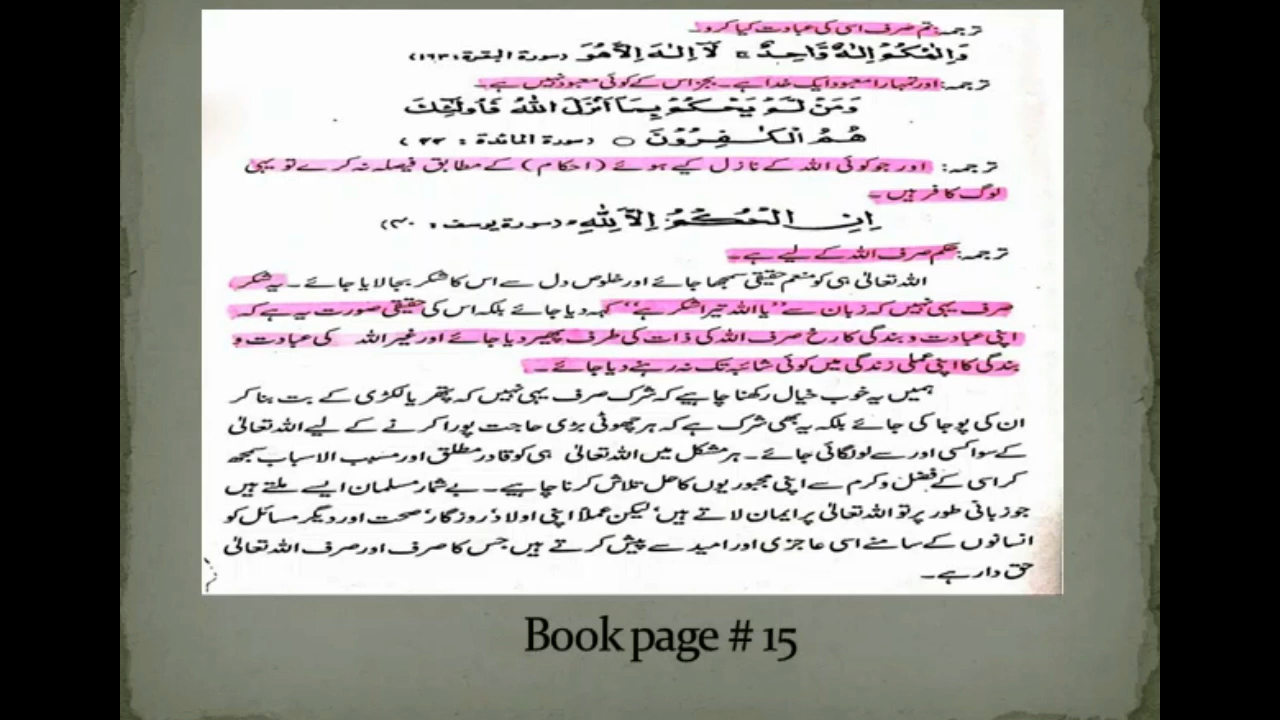 ترجمہ: تم صرف اسی کی عبادت کیا کرو۔
وَاِلٰهُكُمْ اِلٰهٌ وَّاحِدٌ ۚ لَآ اِلٰهَ اِلَّا هُوَ (سورۃ البقرۃ: ۱۶۳)
ترجمہ: اور تمہارا معبود ایک خدا ہے۔ بجز اس کے کوئی معبود نہیں ہے۔
وَمَنْ لَّمْ يَحْكُمْ بِمَآ اَنْزَلَ اللّٰهُ فَاُولٰٓئِكَ
هُمُ الْكٰفِرُوْنَ ○ (سورۃ المائدۃ: ۴۴)
ترجمہ: اور جو کوئی اللہ کے نازل کیے ہوئے (احکام) کے مطابق فیصلہ نہ کرے تو یہی
لوگ کافر ہیں۔
اِنِ الْحُكْمُ اِلَّا لِلّٰهِ ؕ (سورۃ یوسف: ۴۰)
ترجمہ: حکم صرف اللہ کے لیے ہے۔
اللہ تعالیٰ ہی کو منعم حقیقی سمجھا جائے اور خلوص دل سے اس کا شکر بجا لایا جائے۔ یہ شکر
صرف یہی نہیں کہ زبان سے ”یا اللہ تیرا شکر ہے“ کہہ دیا جائے بلکہ اس کی حقیقی صورت یہ ہے کہ
اپنی عبادت و بندگی کا رخ صرف اللہ کی ذات کی طرف پھیر دیا جائے اور غیر اللہ کی عبادت و
بندگی کا اپنی عملی زندگی میں کوئی شائبہ تک نہ رہنے دیا جائے۔
ہمیں یہ خوب خیال رکھنا چاہیے کہ شرک صرف یہی نہیں کہ پتھر یا لکڑی کے بت بنا کر
ان کی پوجا کی جائے بلکہ یہ بھی شرک ہے کہ ہر چھوٹی بڑی حاجت پورا کرنے کے لیے اللہ تعالیٰ
کے سوا کسی اور سے لو لگائی جائے۔ ہر مشکل میں اللہ تعالیٰ ہی کو قادر مطلق اور مسبب الاسباب سمجھ
کر اسی کے فضل و کرم سے اپنی مجبوریوں کا حل تلاش کرنا چاہیے۔ بے شمار مسلمان ایسے ملتے ہیں
جو زبانی طور پر تو اللہ تعالیٰ پر ایمان لاتے ہیں‘ لیکن عملاً اپنی اولاد‘ روزگار‘ صحت اور دیگر مسائل کو
انسانوں کے سامنے اسی عاجزی اور امید سے پیش کرتے ہیں جس کا صرف اور صرف اللہ تعالیٰ
حق دار ہے۔
Book page # 15